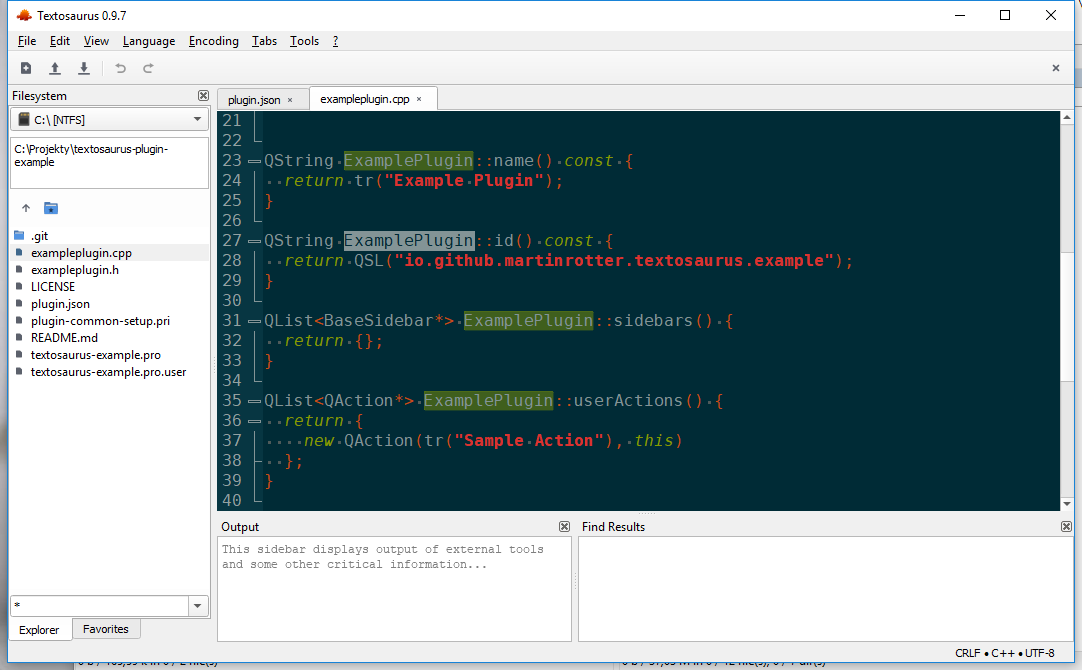 Textosaurus 0.9.7
File Edit View Language Encoding Tabs Tools ?
Filesystem
C:\ [NTFS]
C:\Projekty\textosaurus-plugin-
example
.git
exampleplugin.cpp
exampleplugin.h
LICENSE
plugin.json
plugin-common-setup.pri
README.md
textosaurus-example.pro
textosaurus-example.pro.user
*
Explorer Favorites
plugin.json × exampleplugin.cpp ×
21
22
23 QString·ExamplePlugin::name()·const·{
24 ··return·tr("Example·Plugin");
25 }
26
27 QString·ExamplePlugin::id()·const·{
28 ··return·QSL("io.github.martinrotter.textosaurus.example");
29 }
30
31 QList<BaseSidebar*>·ExamplePlugin::sidebars()·{
32 ··return·{};
33 }
34
35 QList<QAction*>·ExamplePlugin::userActions()·{
36 ··return·{
37 ····new·QAction(tr("Sample·Action"),·this)
38 ··};
39 }
40
Output
This sidebar displays output of external tools
and some other critical information...
Find Results
CRLF • C++ • UTF-8